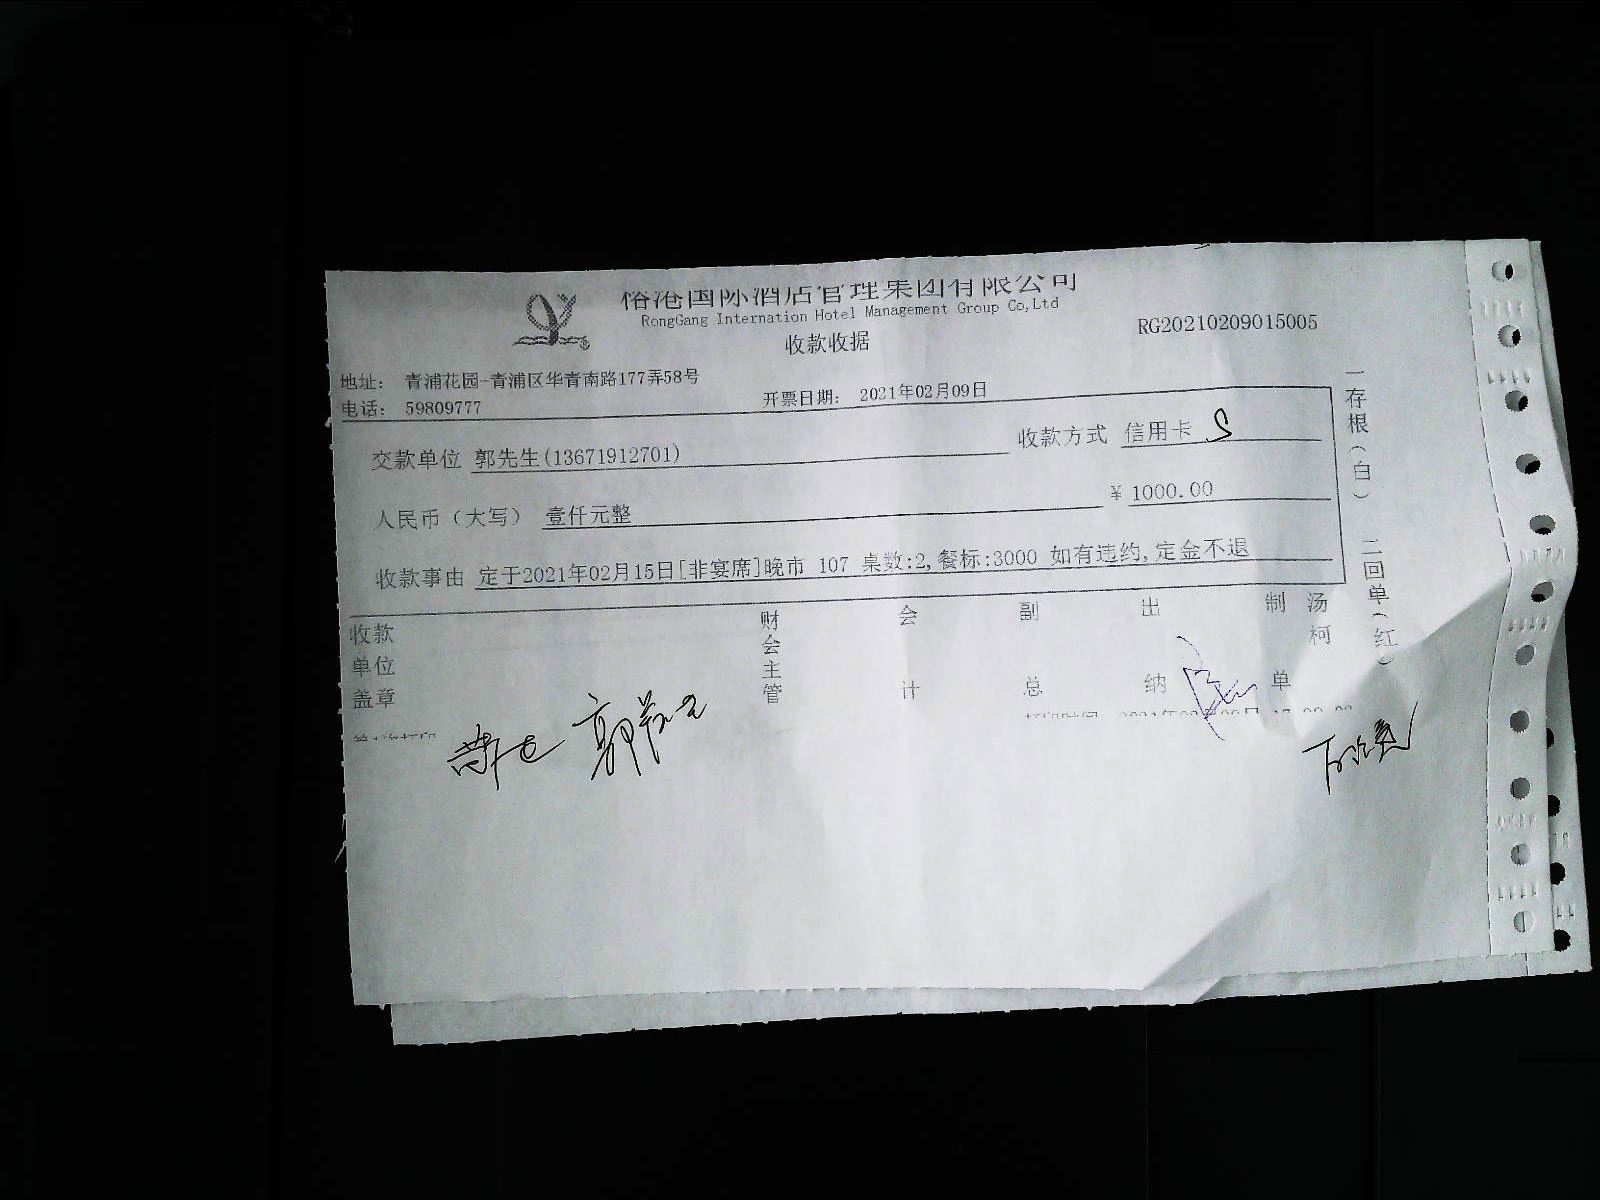 俗港国际酒店管理集团有限公司
RongGang Internation Hotel Management Group Co,Ltd
收款收据
RG20210209015005
地址： 青浦花园-青浦区华青南路177弄58号
电话： 59809777
开票日期： 2021年02月09日
交款单位 郭先生(13671912701)
收款方式 信用卡
人民币（大写） 壹仟元整
¥ 1000.00
收款事由 定于2021年02月15日[非宴席]晚市 107 桌数:2,餐标:3000 如有违约,定金不退
收款单位盖章
财会主管
会计
副总
出纳
制单
汤柯
一存根（白） 二回单（红）